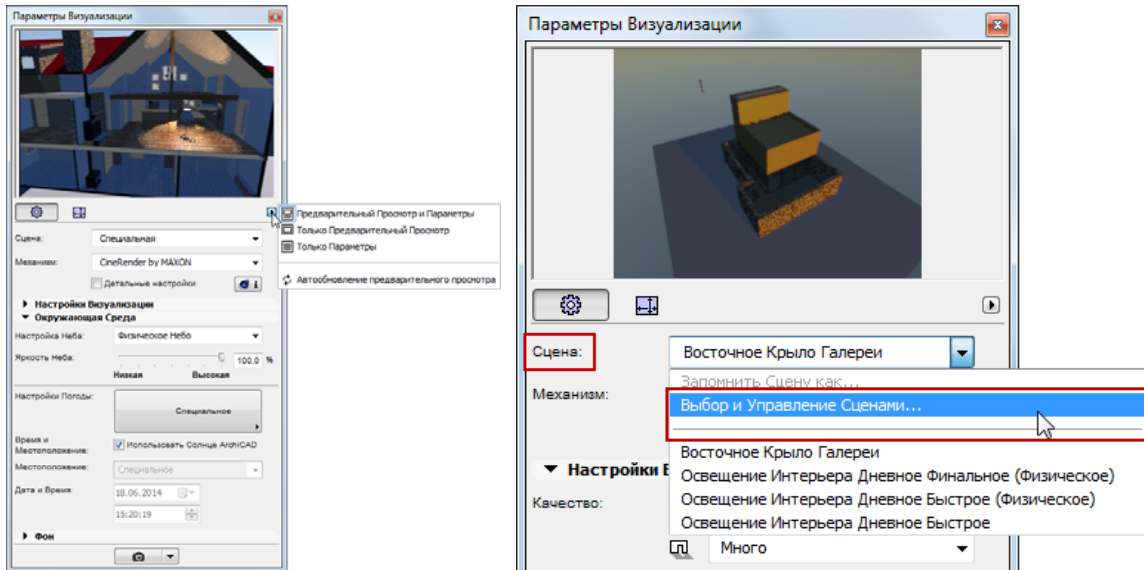 Параметры Визуализации
Предварительный Просмотр и Параметры
Только Предварительный Просмотр
Только Параметры
Автообновление предварительного просмотра
Сцена: Специальная
Механизм: CineRender by MAXON
Детальные настройки i
Настройки Визуализации
Окружающая Среда
Настройка Неба: Физическое Небо
Яркость Неба: 100,0 %
Низкая Высокая
Настройки Погоды: Специальное
Время и Местоположение: Использовать Солнце ArchiCAD
Местоположение: Специальное
Дата и Время: 18.06.2014
15:20:19
Фон
Параметры Визуализации
Сцена: Восточное Крыло Галереи
Запомнить Сцену как...
Механизм:
Выбор и Управление Сценами...
Восточное Крыло Галереи
Настройки В
Освещение Интерьера Дневное Финальное (Физическое)
Качество:
Освещение Интерьера Дневное Быстрое (Физическое)
Освещение Интерьера Дневное Быстрое
Много